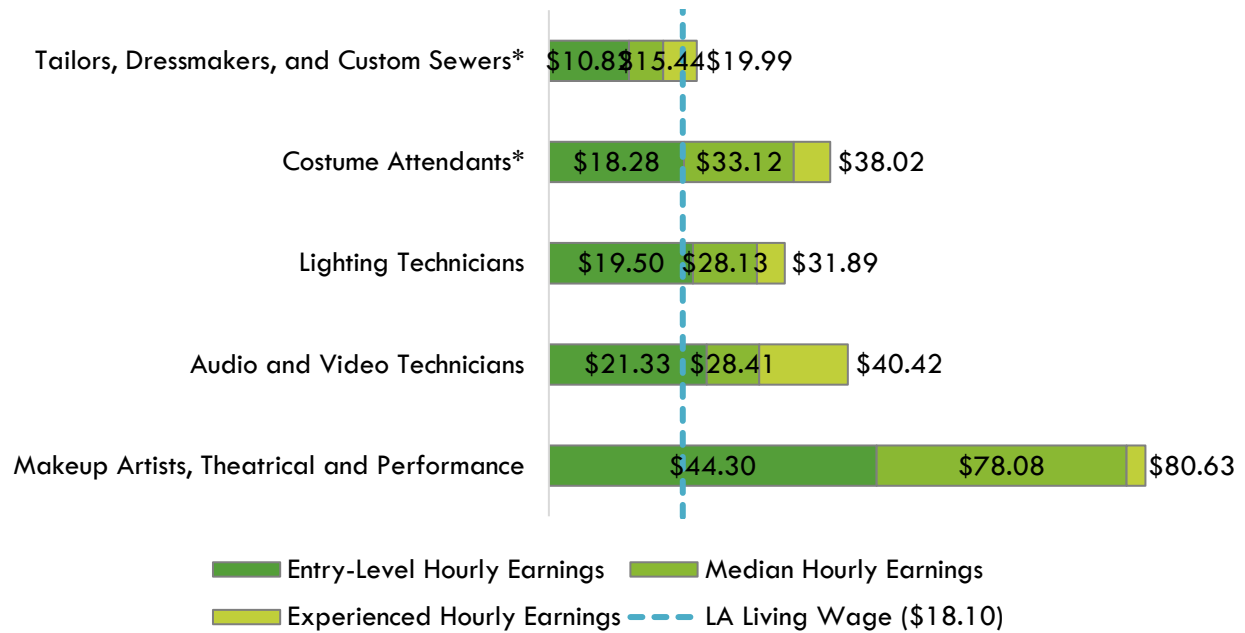 Tailors, Dressmakers, and Custom Sewers* $10.82 $15.44 $19.99
Costume Attendants* $18.28 $33.12 $38.02
Lighting Technicians $19.50 $28.13 $31.89
Audio and Video Technicians $21.33 $28.41 $40.42
Makeup Artists, Theatrical and Performance $44.30 $78.08 $80.63
Entry-Level Hourly Earnings Median Hourly Earnings
Experienced Hourly Earnings LA Living Wage ($18.10)